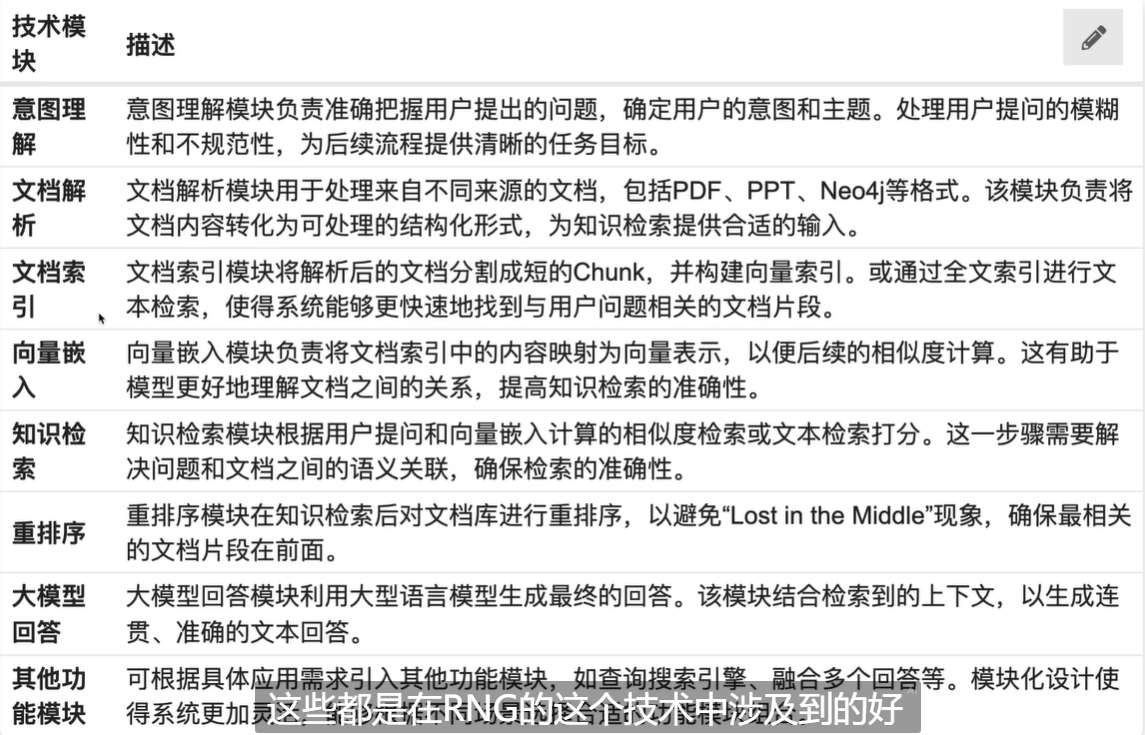 技术模
块
描述
意图理
解
意图理解模块负责准确把握用户提出的问题，确定用户的意图和主题。处理用户提问的模糊
性和不规范性，为后续流程提供清晰的任务目标。
文档解
析
文档解析模块用于处理来自不同来源的文档，包括PDF、PPT、Neo4j等格式。该模块负责将
文档内容转化为可处理的结构化形式，为知识检索提供合适的输入。
文档索
引
文档索引模块将解析后的文档分割成短的Chunk，并构建向量索引。或通过全文索引进行文
本检索，使得系统能够更快速地找到与用户问题相关的文档片段。
向量嵌
入
向量嵌入模块负责将文档索引中的内容映射为向量表示，以便后续的相似度计算。这有助于
模型更好地理解文档之间的关系，提高知识检索的准确性。
知识检
索
知识检索模块根据用户提问和向量嵌入计算的相似度检索或文本检索打分。这一步骤需要解
决问题和文档之间的语义关联，确保检索的准确性。
重排序
重排序模块在知识检索后对文档库进行重排序，以避免“Lost in the Middle”现象，确保最相关
的文档片段在前面。
大模型
回答
大模型回答模块利用大型语言模型生成最终的回答。该模块结合检索到的上下文，以生成连
贯、准确的文本回答。
其他功
能模块
可根据具体应用需求引入其他功能模块，如查询搜索引擎、融合多个回答等。模块化设计使
得系统更加
这些都是在RNG的这个技术中涉及到的好